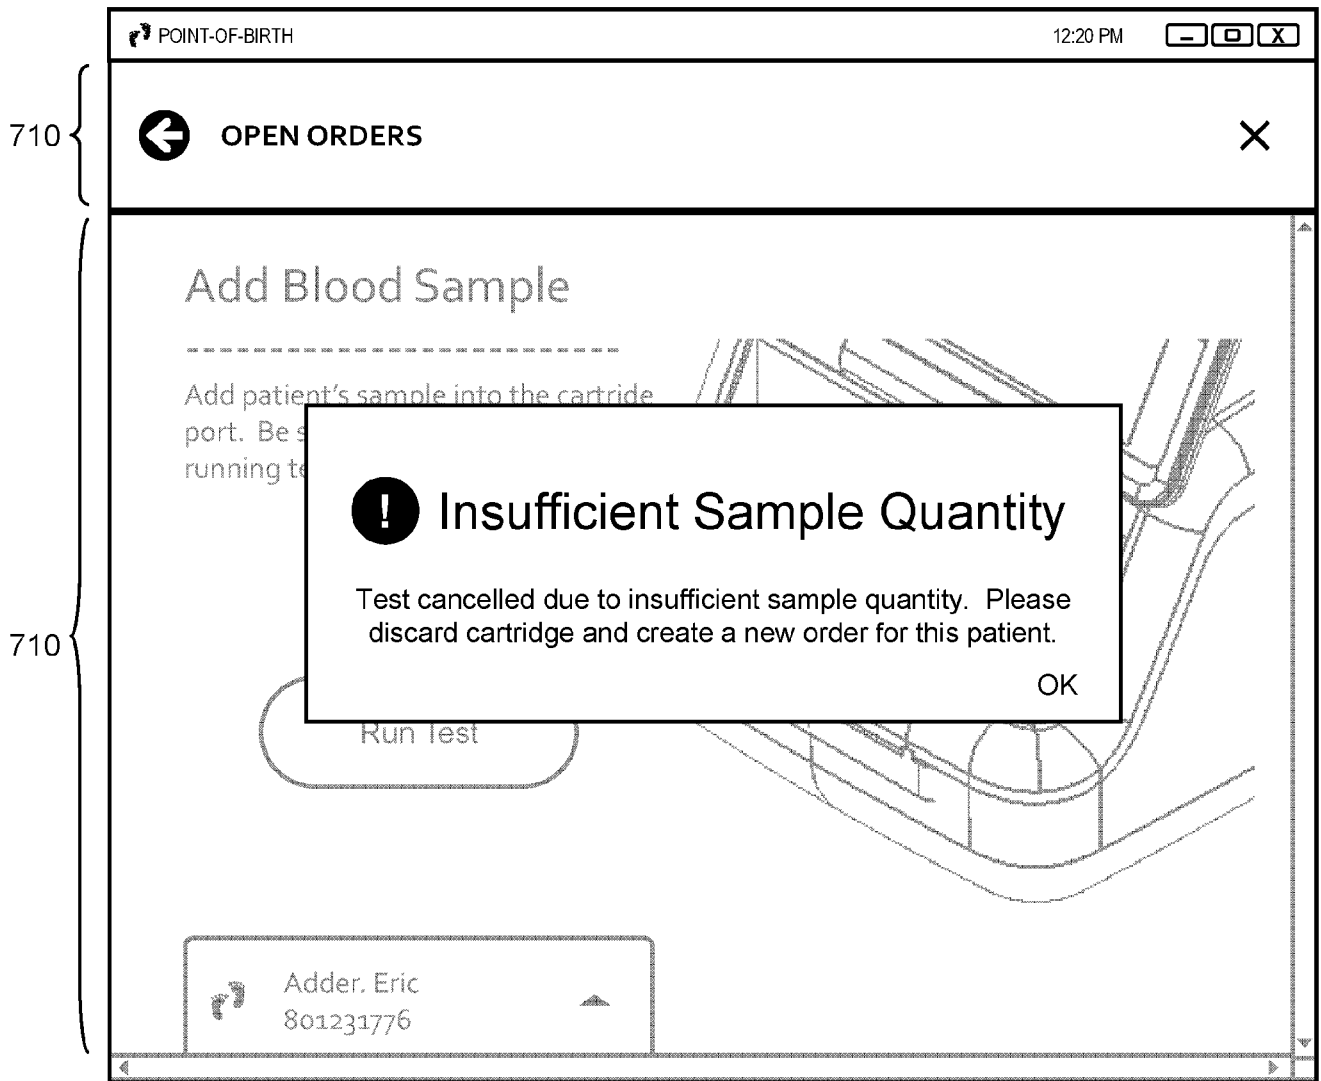 POINT-OF-BIRTH
12:20 PM
X
710
OPEN ORDERS
Add Blood Sample
Add patient's sample into the cartride
port. Be s
running te
! Insufficient Sample Quantity
Test cancelled due to insufficient sample quantity. Please
discard cartridge and create a new order for this patient.
OK
710
Run Test
Adder, Eric
801231776